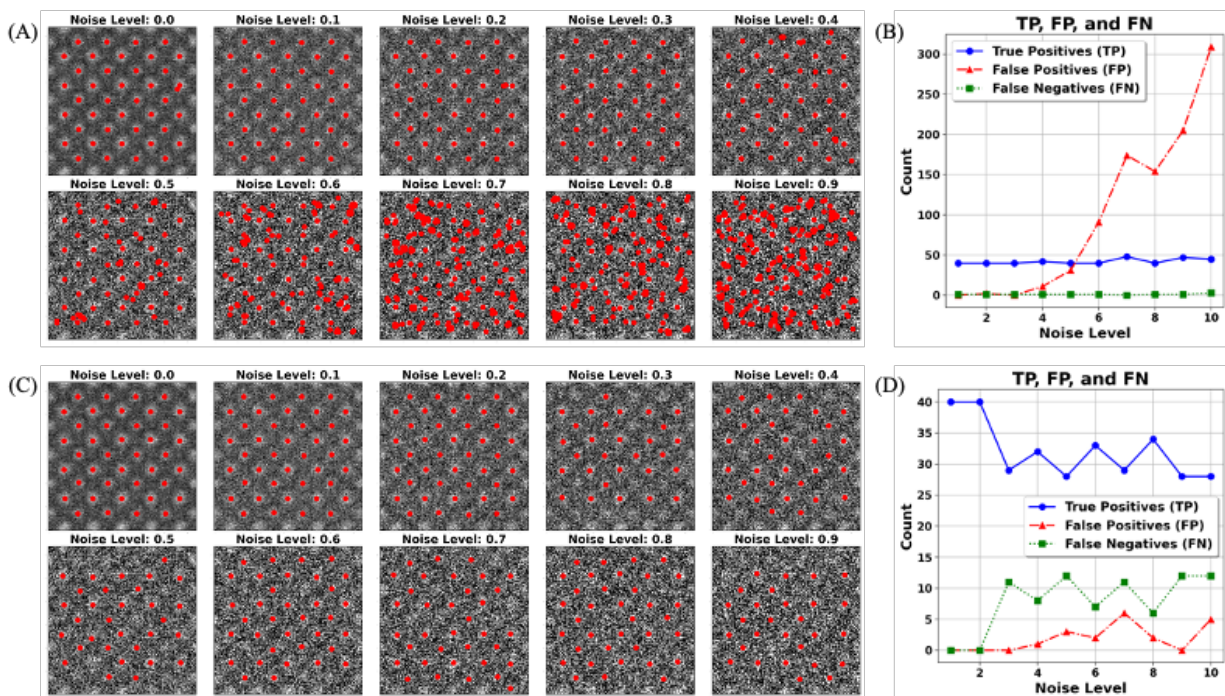 (A)
Noise Level: 0.0 Noise Level: 0.1 Noise Level: 0.2 Noise Level: 0.3 Noise Level: 0.4
Noise Level: 0.5 Noise Level: 0.6 Noise Level: 0.7 Noise Level: 0.8 Noise Level: 0.9
(B)
TP, FP, and FN
True Positives (TP)
False Positives (FP)
False Negatives (FN)
Count
300
250
200
150
100
50
0
2 4 6 8 10
Noise Level
(C)
Noise Level: 0.0 Noise Level: 0.1 Noise Level: 0.2 Noise Level: 0.3 Noise Level: 0.4
Noise Level: 0.5 Noise Level: 0.6 Noise Level: 0.7 Noise Level: 0.8 Noise Level: 0.9
(D)
TP, FP, and FN
Count
40
35
30
25
20
15
10
5
0
True Positives (TP)
False Positives (FP)
False Negatives (FN)
2 4 6 8 10
Noise Level